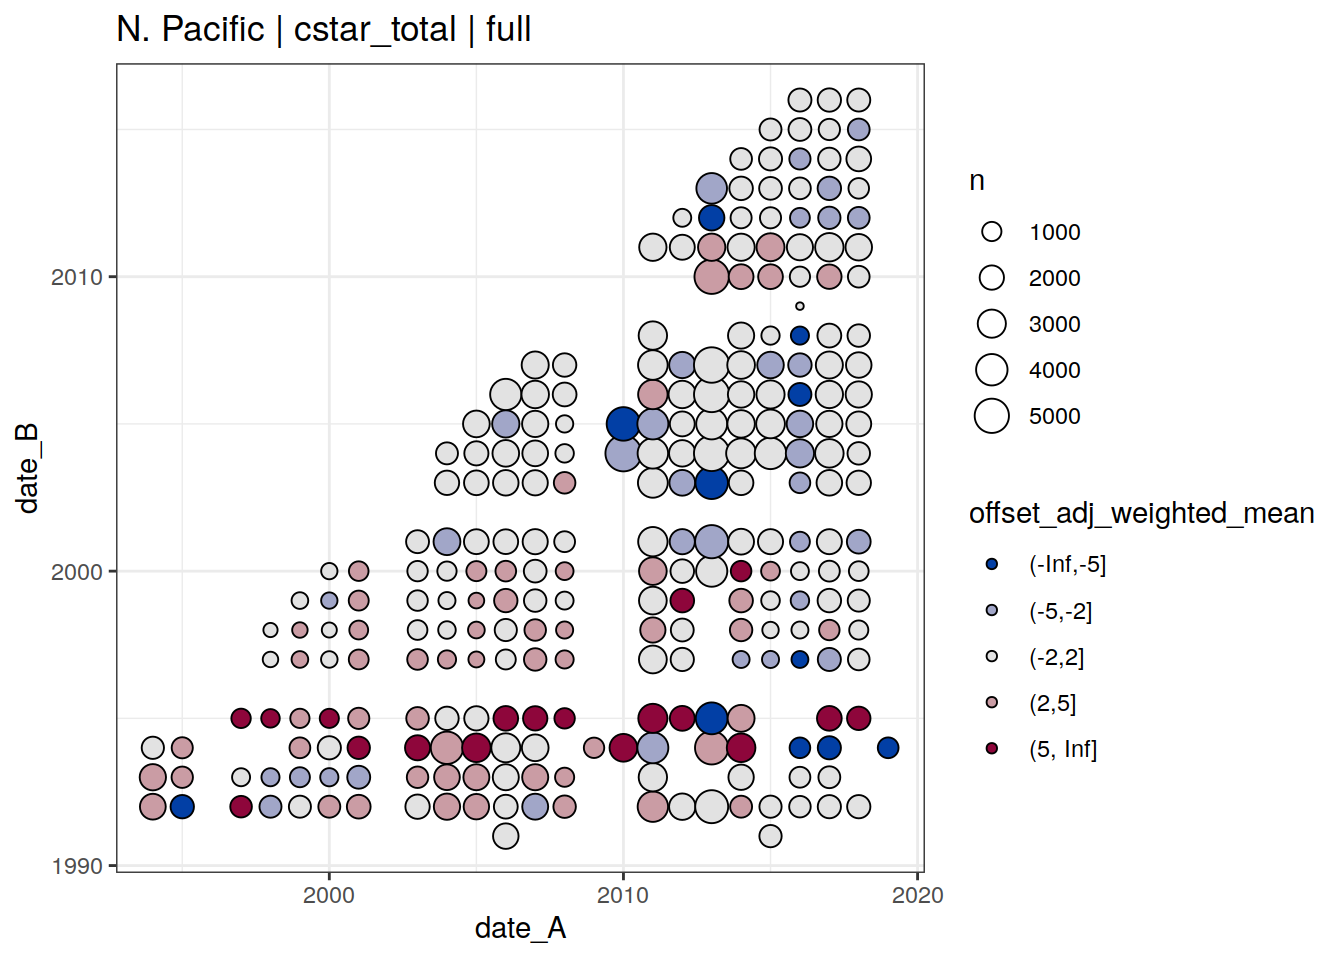 N. Pacific | cstar_total | full
date_B
2010
2000
1990
2000
2010
2020
date_A
n
1000
2000
3000
4000
5000
offset_adj_weighted_mean
(-Inf,-5]
(-5,-2]
(-2,2]
(2,5]
(5, Inf]